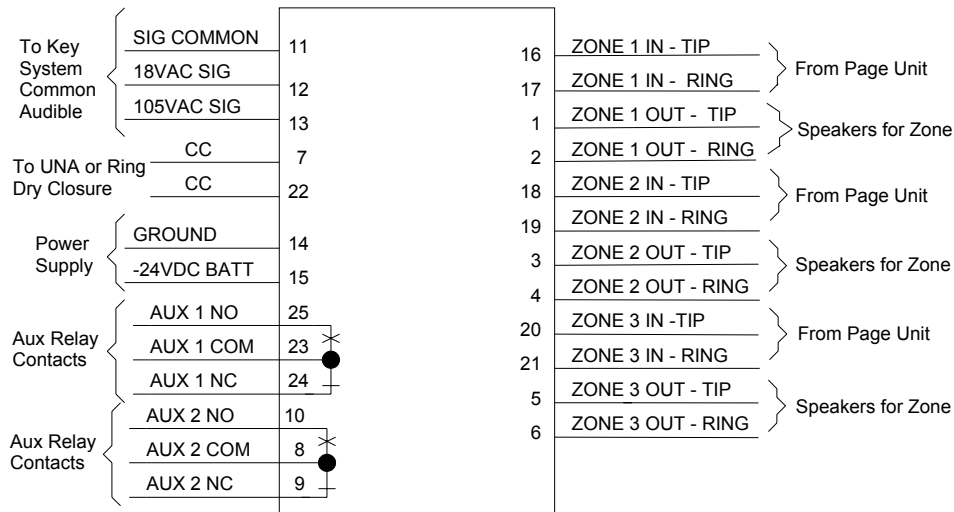 To Key
System
Common
Audible
SIG COMMON 11
18VAC SIG 12
105VAC SIG 13
To UNA or Ring
Dry Closure
CC 7
CC 22
Power
Supply
GROUND 14
-24VDC BATT 15
Aux Relay
Contacts
AUX 1 NO 25
AUX 1 COM 23
AUX 1 NC 24
Aux Relay
Contacts
AUX 2 NO 10
AUX 2 COM 8
AUX 2 NC 9
16 ZONE 1 IN - TIP
17 ZONE 1 IN - RING
From Page Unit
1 ZONE 1 OUT - TIP
2 ZONE 1 OUT - RING
Speakers for Zone
18 ZONE 2 IN - TIP
19 ZONE 2 IN - RING
From Page Unit
3 ZONE 2 OUT - TIP
4 ZONE 2 OUT - RING
Speakers for Zone
20 ZONE 3 IN -TIP
21 ZONE 3 IN - RING
From Page Unit
5 ZONE 3 OUT - TIP
6 ZONE 3 OUT - RING
Speakers for Zone